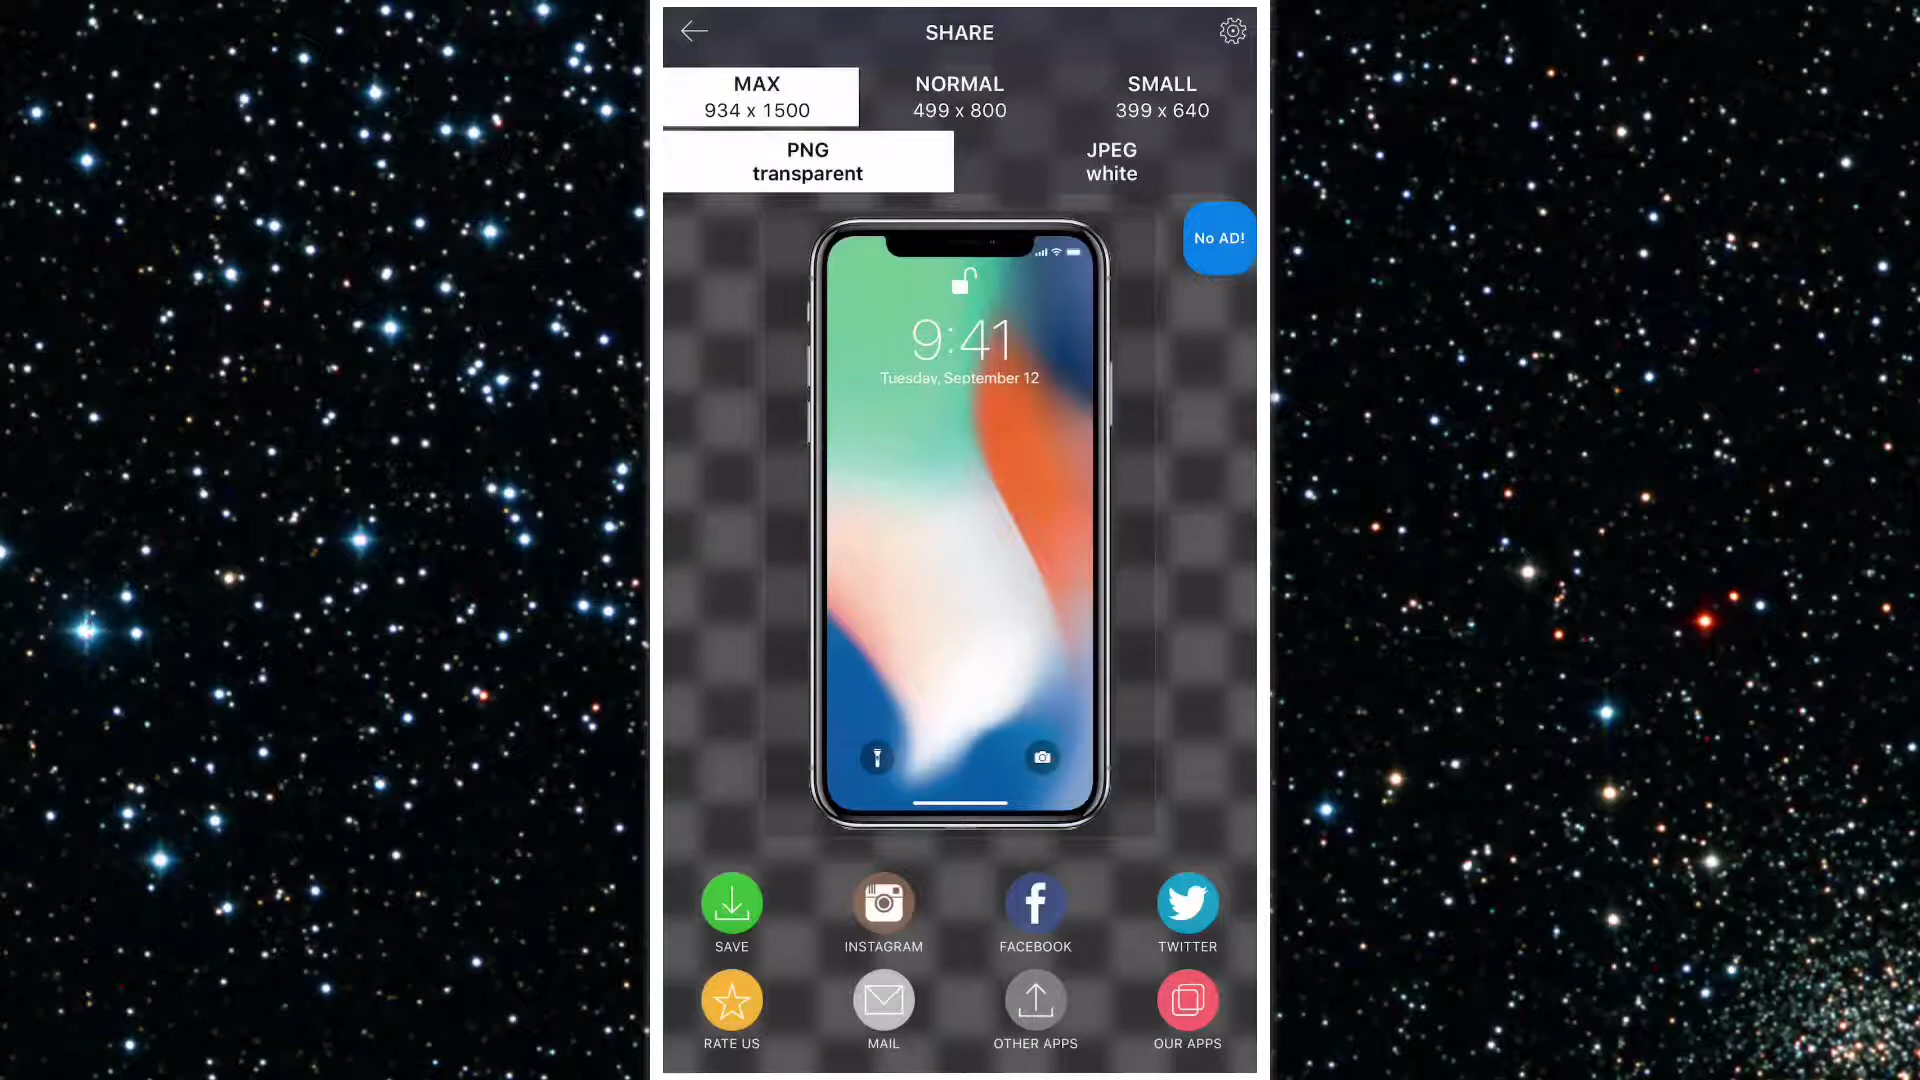 SHARE
MAX
934 x 1500
NORMAL
499 x 800
SMALL
399 x 640
PNG
transparent
JPEG
white
No AD!
9:41
Tuesday, September 12
SAVE
INSTAGRAM
FACEBOOK
TWITTER
RATE US
MAIL
OTHER APPS
OUR APPS